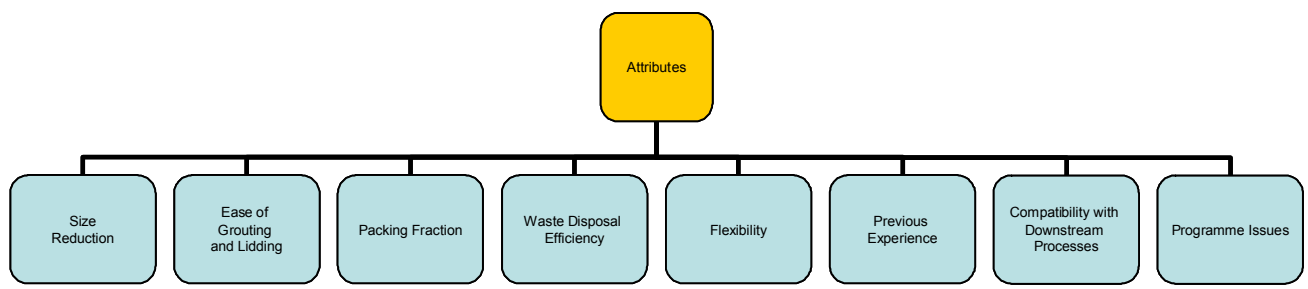 Attributes
Size
Reduction
Ease of
Grouting
and Lidding
Packing Fraction
Waste Disposal
Efficiency
Flexibility
Previous
Experience
Compatibility with
Downstream
Processes
Programme Issues